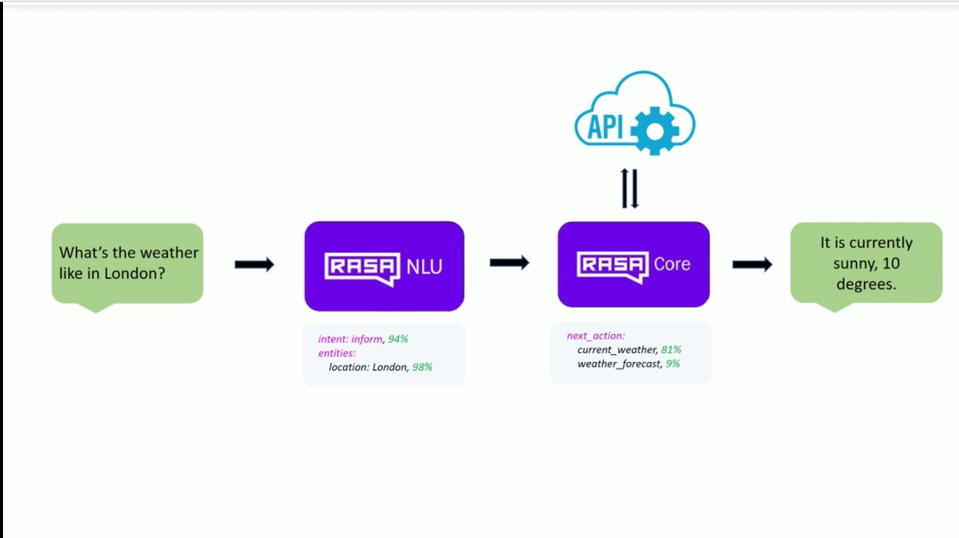 API
What's the weather
like in London?
RASA NLU
RASA Core
It is currently
sunny, 10
degrees.
intent: inform, 94%
entities:
location: London, 98%
next_action:
current_weather, 81%
weather_forecast, 9%